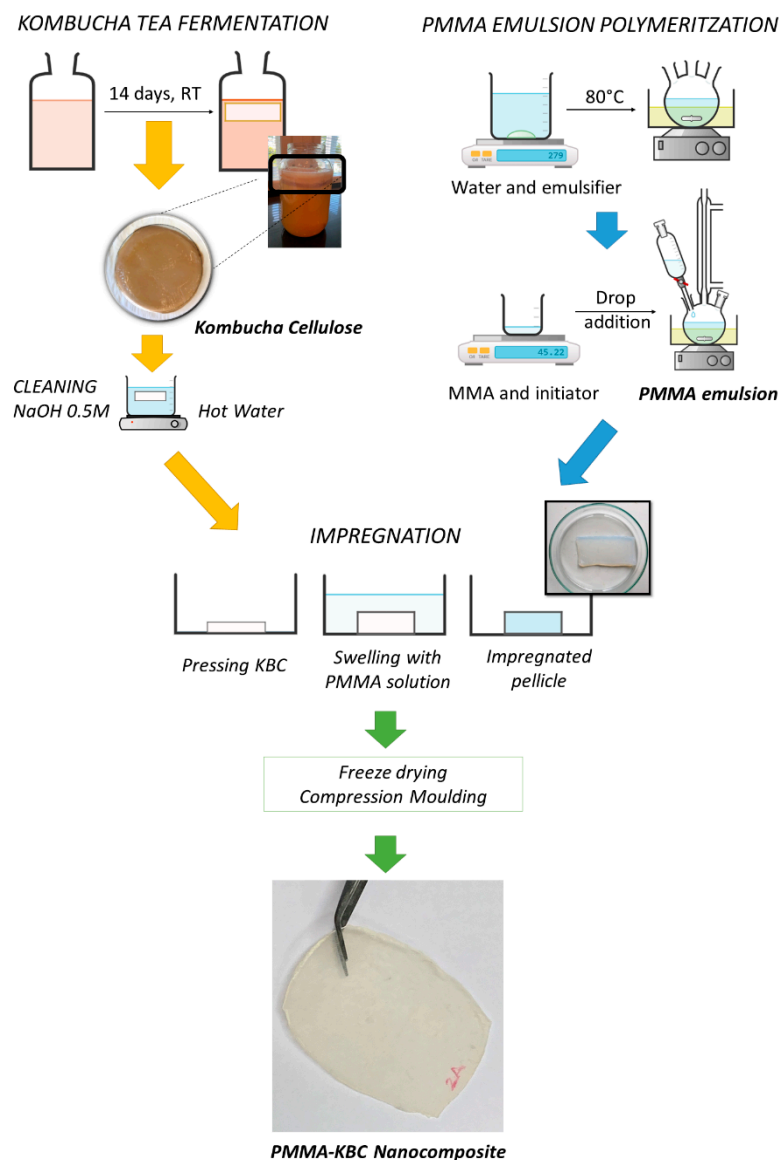 KOMBUCHA TEA FERMENTATION
14 days, RT
Kombucha Cellulose
CLEANING
NaOH 0.5M
Hot Water
PMMA EMULSION POLYMERITZATION
80°C
279
Water and emulsifier
Drop
addition
45.22
MMA and initiator
PMMA emulsion
IMPREGNATION
Pressing KBC
Swelling with
PMMA solution
Impregnated
pellicle
Freeze drying
Compression Moulding
2A
PMMA-KBC Nanocomposite